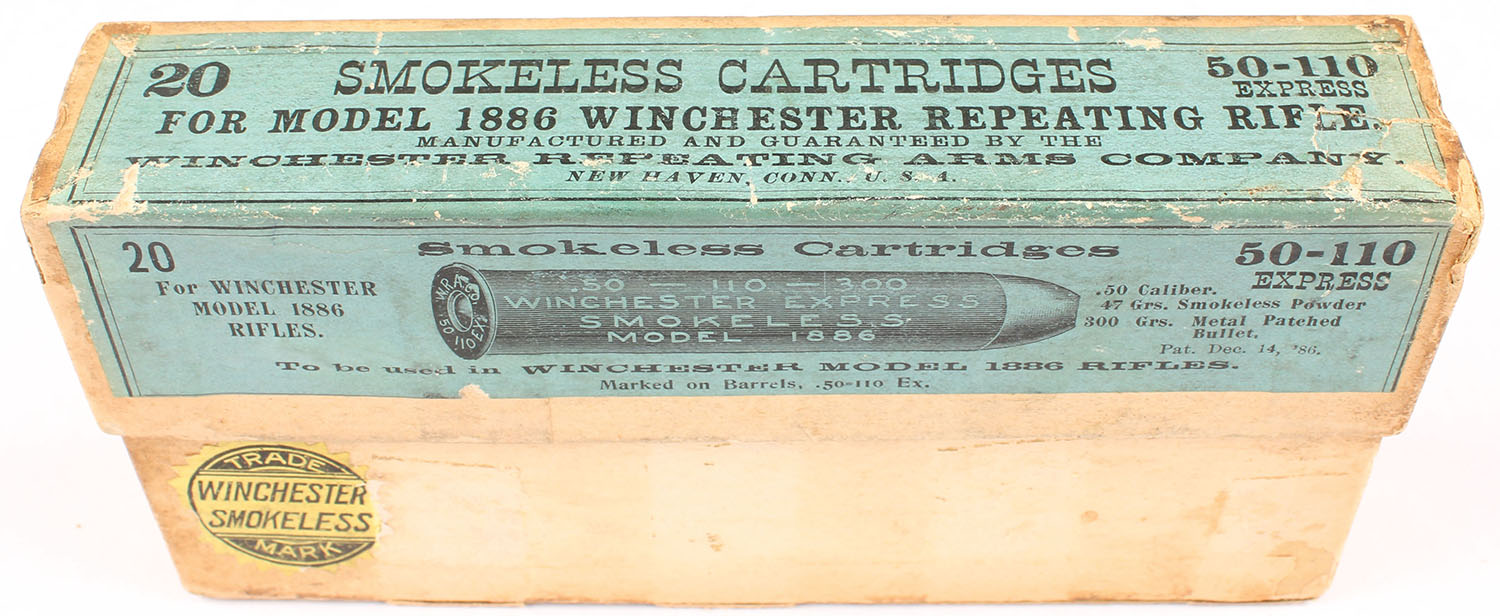 20 SMOKELESS CARTRIDGES 50-110
EXPRESS
FOR MODEL 1886 WINCHESTER REPEATING RIFLE.
MANUFACTURED AND GUARANTEED BY THE
WINCHESTER REPEATING ARMS COMPANY.
NEW HAVEN, CONN., U. S. A.
20 Smokeless Cartridges 50-110
EXPRESS
For WINCHESTER
MODEL 1886
RIFLES.
W.R.A.CO.
50 110 EX.
.50 — 110 — 300
WINCHESTER EXPRESS
SMOKELESS
MODEL 1886
.50 Caliber.
47 Grs. Smokeless Powder
300 Grs. Metal Patched
Bullet.
Pat. Dec. 14, '86.
To be used in WINCHESTER MODEL 1886 RIFLES.
Marked on Barrels, .50-110 Ex.
TRADE
WINCHESTER
SMOKELESS
MARK